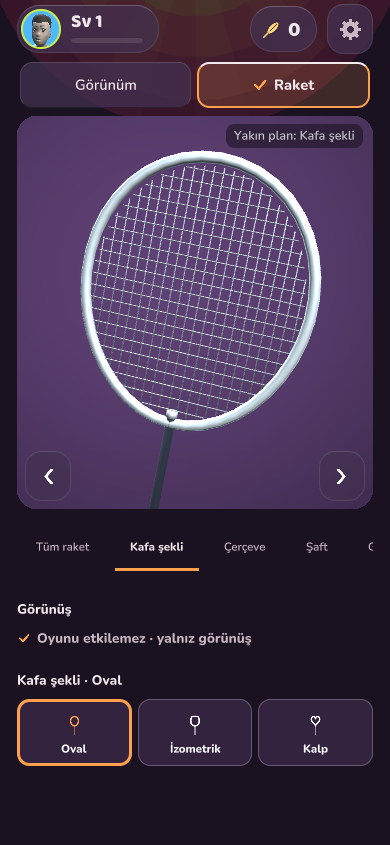 Sv 1
0
Görünüm
Raket
Yakın plan: Kafa şekli
Tüm raket
Kafa şekli
Çerçeve
Şaft
Görünüş
Oyunu etkilemez · yalnız görünüş
Kafa şekli · Oval
Oval
İzometrik
Kalp